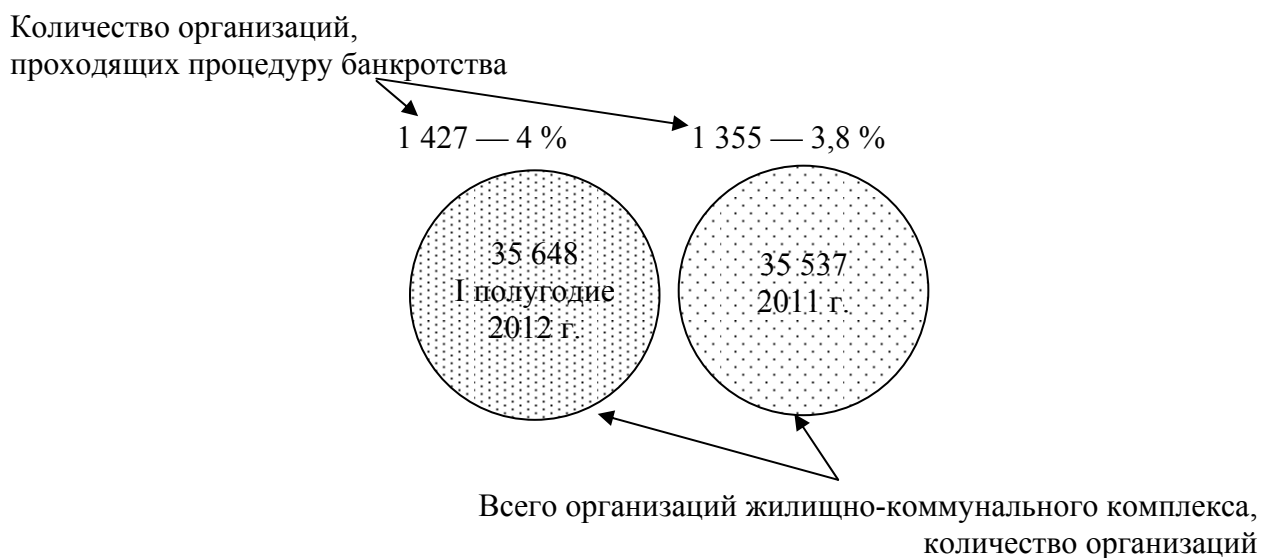 Количество организаций,
проходящих процедуру банкротства
1 427 — 4 %
1 355 — 3,8 %
35 648
I полугодие
2012 г.
35 537
2011 г.
Всего организаций жилищно-коммунального комплекса,
количество организаций